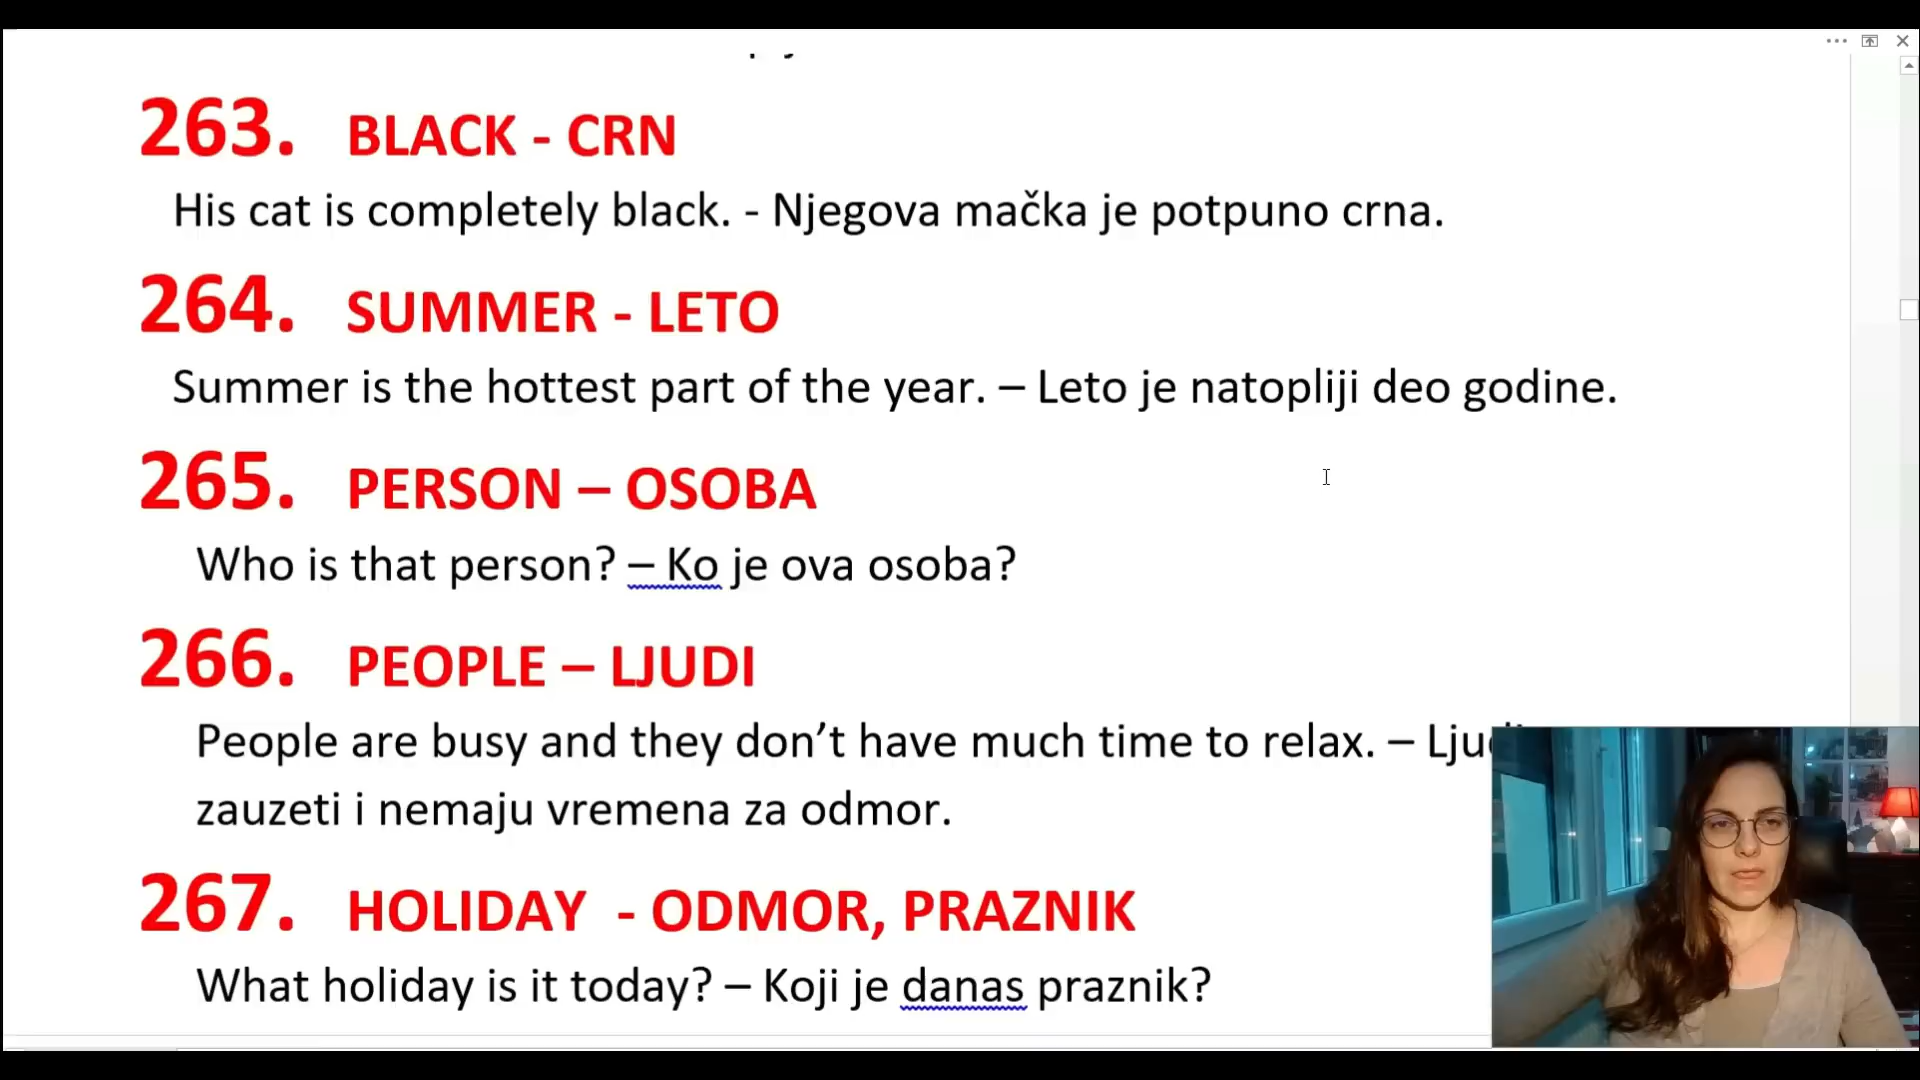 263. BLACK - CRN
His cat is completely black. - Njegova mačka je potpuno crna.
264. SUMMER - LETO
Summer is the hottest part of the year. – Leto je natopliji deo godine.
265. PERSON – OSOBA
Who is that person? – Ko je ova osoba?
266. PEOPLE – LJUDI
People are busy and they don’t have much time to relax. –
zauzeti i nemaju vremena za odmor.
267. HOLIDAY - ODMOR, PRAZNIK
What holiday is it today? – Koji je danas praznik?